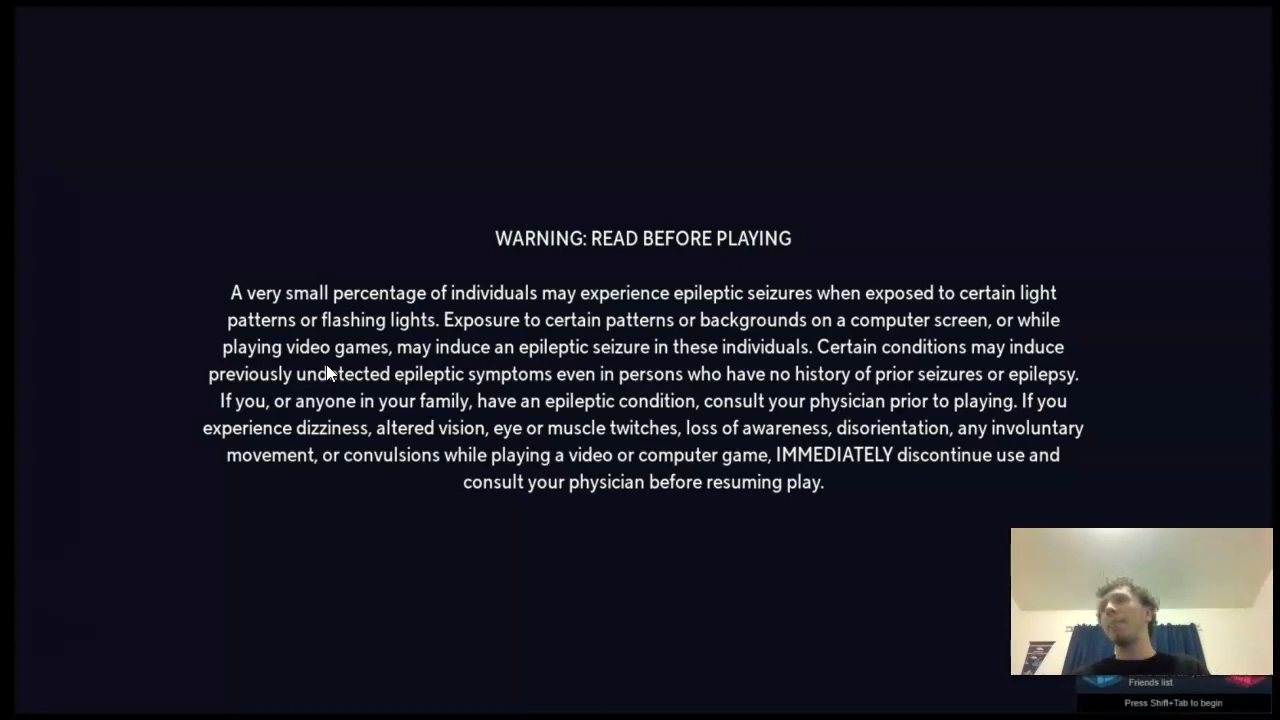 WARNING: READ BEFORE PLAYING
A very small percentage of individuals may experience epileptic seizures when exposed to certain light
patterns or flashing lights. Exposure to certain patterns or backgrounds on a computer screen, or while
playing video games, may induce an epileptic seizure in these individuals. Certain conditions may induce
previously undetected epileptic symptoms even in persons who have no history of prior seizures or epilepsy.
If you, or anyone in your family, have an epileptic condition, consult your physician prior to playing. If you
experience dizziness, altered vision, eye or muscle twitches, loss of awareness, disorientation, any involuntary
movement, or convulsions while playing a video or computer game, IMMEDIATELY discontinue use and
consult your physician before resuming play.
Friends list
Press Shift+Tab to begin